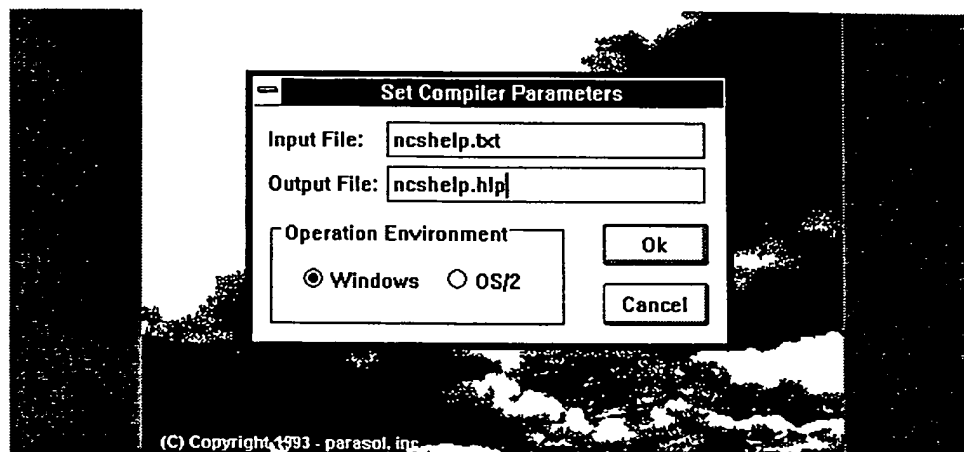 Set Compiler Parameters
Input File: ncshelp.txt
Output File: ncshelp.hlp
Operation Environment
Windows OS/2
Ok
Cancel
(C) Copyright 1993 - parasol, inc